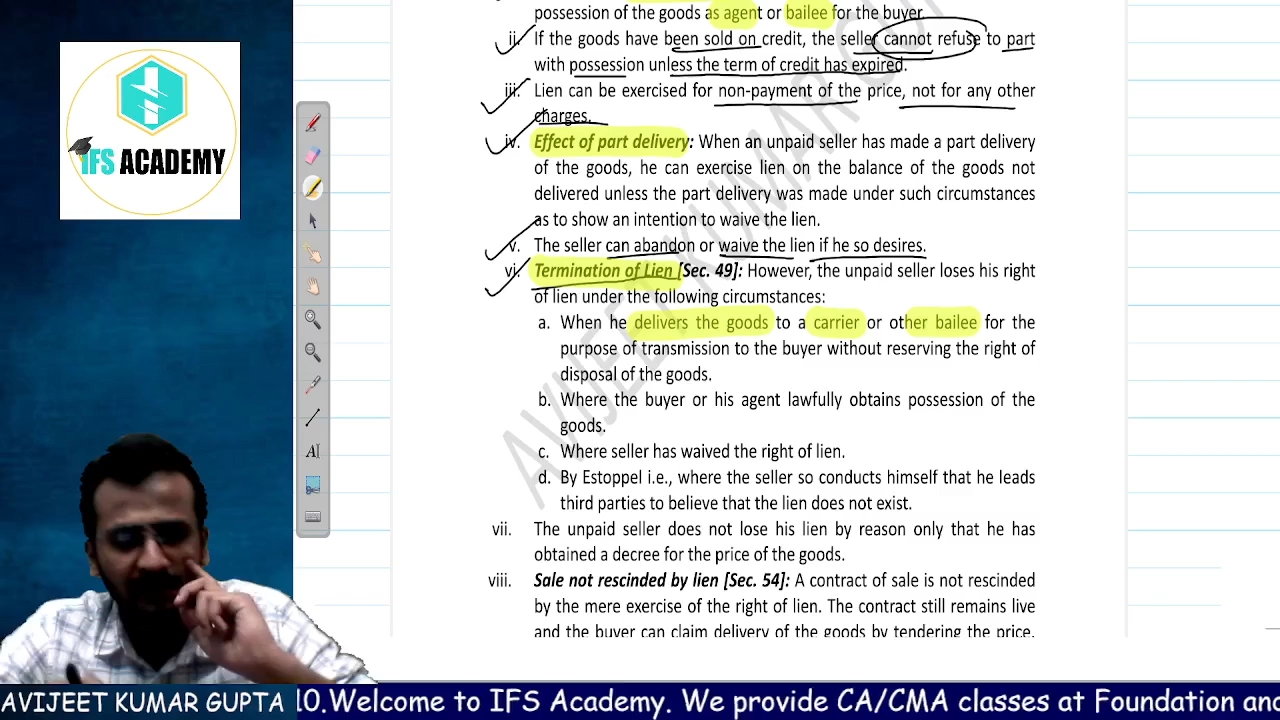 possession of the goods as agent or bailee for the buyer
ii. If the goods have been sold on credit, the seller cannot refuse to part
with possession unless the term of credit has expired.
iii. Lien can be exercised for non-payment of the price, not for any other
charges.
iv. Effect of part delivery: When an unpaid seller has made a part delivery
of the goods, he can exercise lien on the balance of the goods not
delivered unless the part delivery was made under such circumstances
as to show an intention to waive the lien.
v. The seller can abandon or waive the lien if he so desires.
vi. Termination of Lien [Sec. 49]: However, the unpaid seller loses his right
of lien under the following circumstances:
a. When he delivers the goods to a carrier or other bailee for the
purpose of transmission to the buyer without reserving the right of
disposal of the goods.
b. Where the buyer or his agent lawfully obtains possession of the
goods.
c. Where seller has waived the right of lien.
d. By Estoppel i.e., where the seller so conducts himself that he leads
third parties to believe that the lien does not exist.
vii. The unpaid seller does not lose his lien by reason only that he has
obtained a decree for the price of the goods.
viii. Sale not rescinded by lien [Sec. 54]: A contract of sale is not rescinded
by the mere exercise of the right of lien. The contract still remains live
and the buyer can claim delivery of the goods by tendering the price.
IFS ACADEMY
AVIJEET KUMAR GUPTA
A
AVIJEET KUMAR GUPTA 10.Welcome to IFS Academy. We provide CA/CMA classes at Foundation and